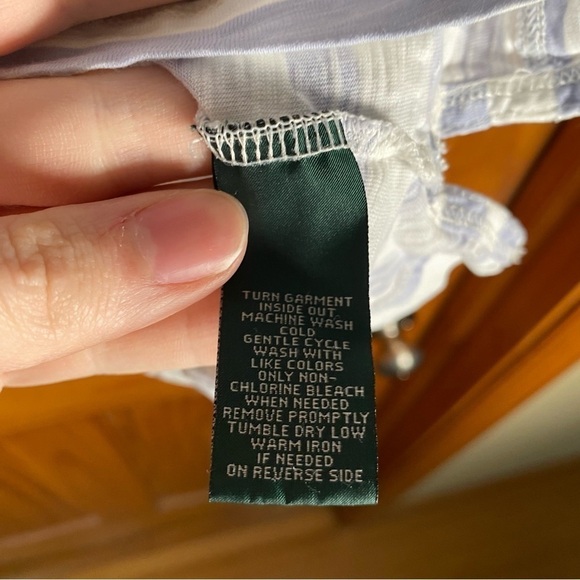 TURN GARMENT
INSIDE OUT
MACHINE WASH
COLD
GENTLE CYCLE
WASH WITH
LIKE COLORS
ONLY NON-
CHLORINE BLEACH
WHEN NEEDED
REMOVE PROMPTLY
TUMBLE DRY LOW
WARM IRON
IF NEEDED
ON REVERSE SIDE